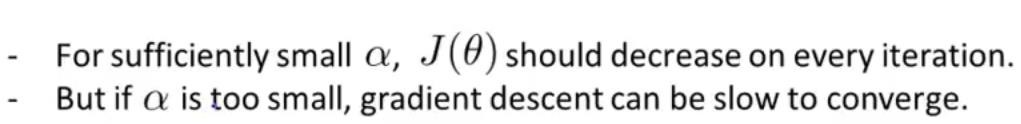 - For sufficiently small α, J(θ) should decrease on every iteration.
- But if α is too small, gradient descent can be slow to converge.